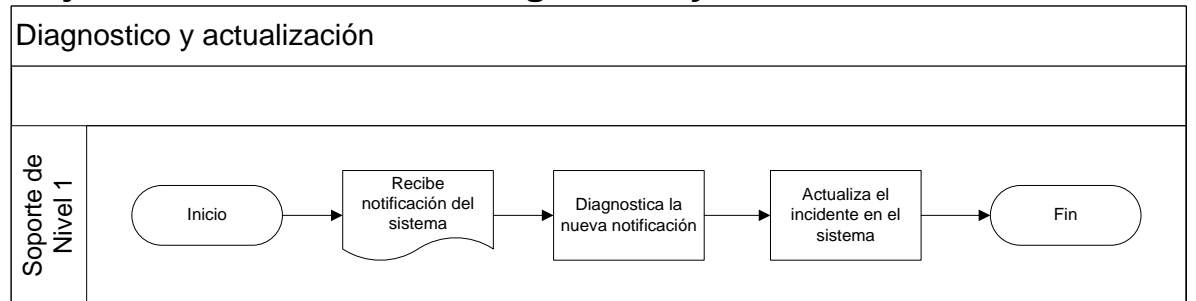 Diagnostico y actualización
Soporte de
Nivel 1
Inicio
Recibe
notificación del
sistema
Diagnostica la
nueva notificación
Actualiza el
incidente en el
sistema
Fin